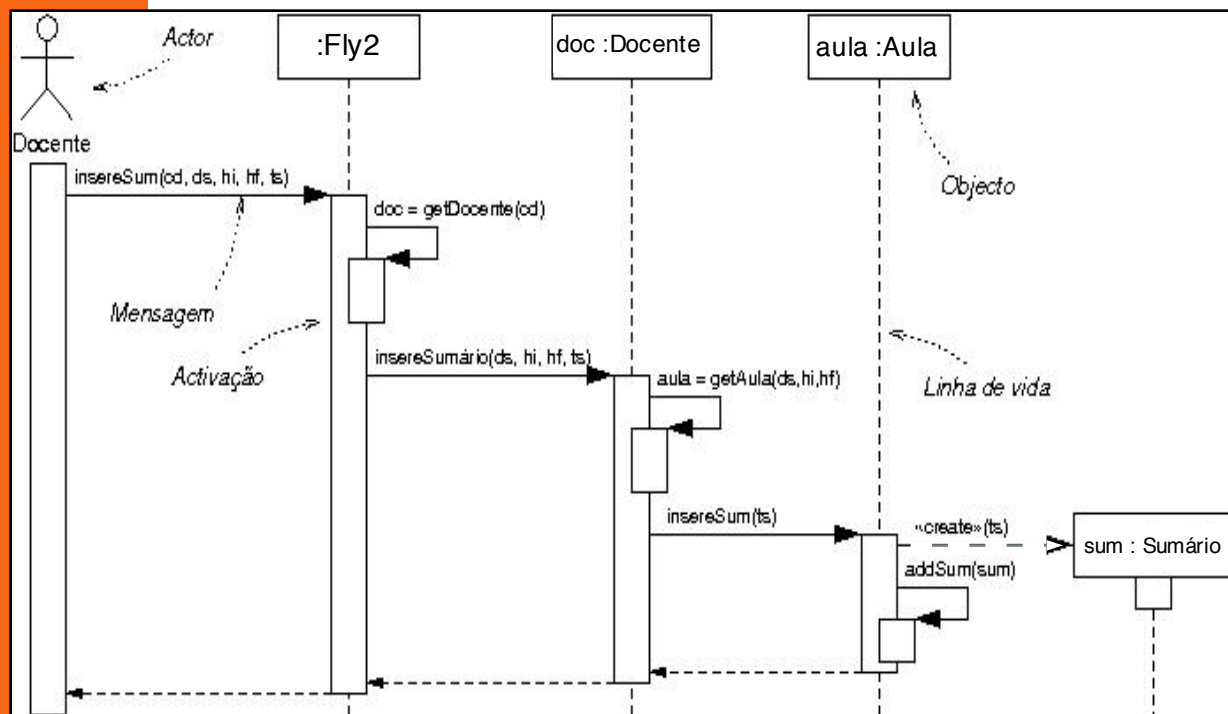 Actor
:Fly2
doc :Docente
aula :Aula
Docente
insereSum(cd, ds, hi, hf, ts)
Objecto
doc = getDocente(cd)
Mensagem
Activação
insereSumário(ds, hi, hf, ts)
aula = getAula(ds,hi,hf)
Linha de vida
insereSum(ts)
«create»(ts)
sum : Sumário
addSum(sum)